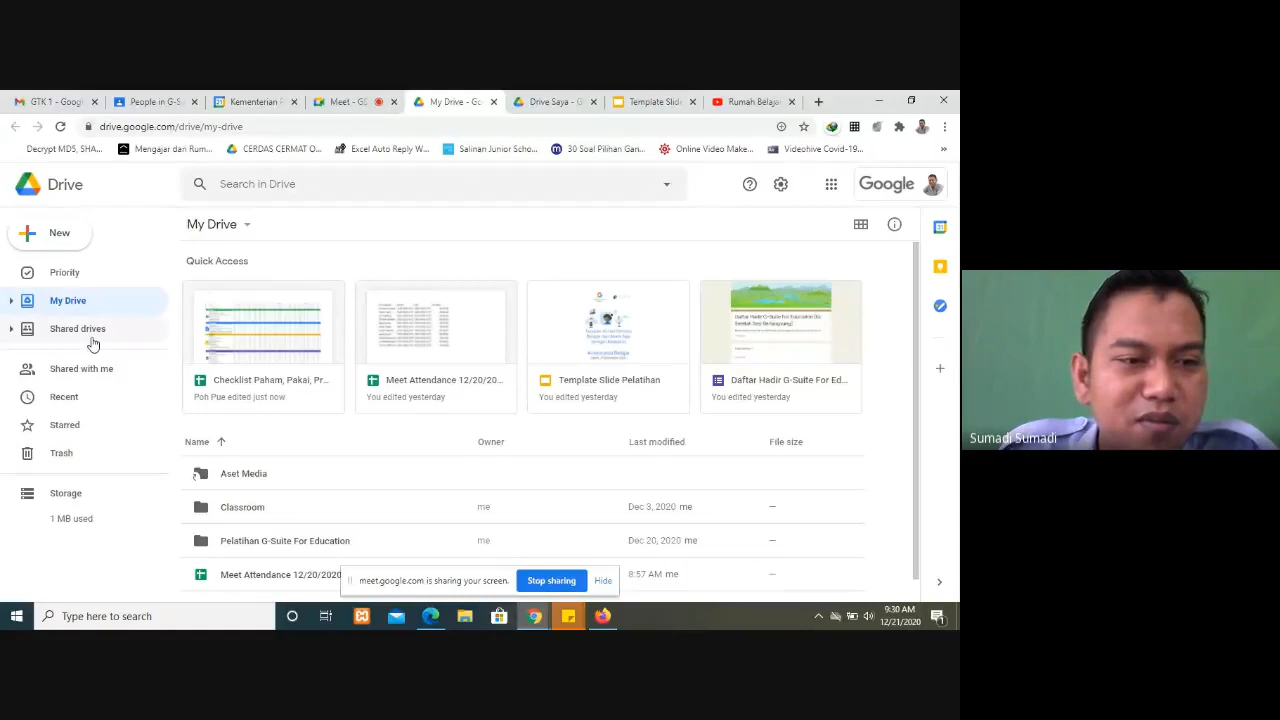 GTK 1 - Googl
People in G-S
Kementerian P
Meet - GS
My Drive - Go
Drive Saya - G
Template Slid
Rumah Belaja
drive.google.com/drive/my-drive
Decrypt MD5, SHA...
Mengajar dan Rum...
CERDAS CERMAT O...
Excel Auto Reply W...
Salinan Junior Scho...
30 Soal Pilihan Gan...
Online Video Make...
Videohive Covid-19...
Drive
Search in Drive
Google
New
My Drive
Priority
Quick Access
My Drive
Shared drives
Shared with me
Checklist Paham, Pakai, Pr...
Poh Pue edited just now
Meet Attendance 12/20/20...
You edited yesterday
Template Slide Pelatihan
You edited yesterday
Daftar Hadir G-Suite For Ed...
You edited yesterday
Recent
Starred
Trash
Storage
1 MB used
Name
Owner
Last modified
File size
Aset Media
Classroom
me
Dec 3, 2020 me
—
Pelatihan G-Suite For Education
me
Dec 20, 2020 me
—
Meet Attendance 12/20/2020
8:57 AM me
—
meet.google.com is sharing your screen.
Stop sharing
Hide
Type here to search
9:30 AM
12/21/2020
Sumadi Sumadi